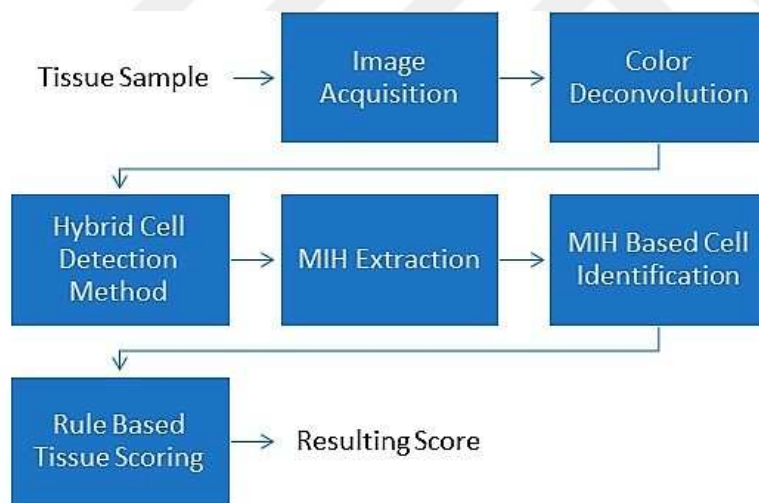 Tissue Sample
Image
Acquisition
Color
Deconvolution
Hybrid Cell
Detection
Method
MIH Extraction
MIH Based Cell
Identification
Rule Based
Tissue Scoring
Resulting Score